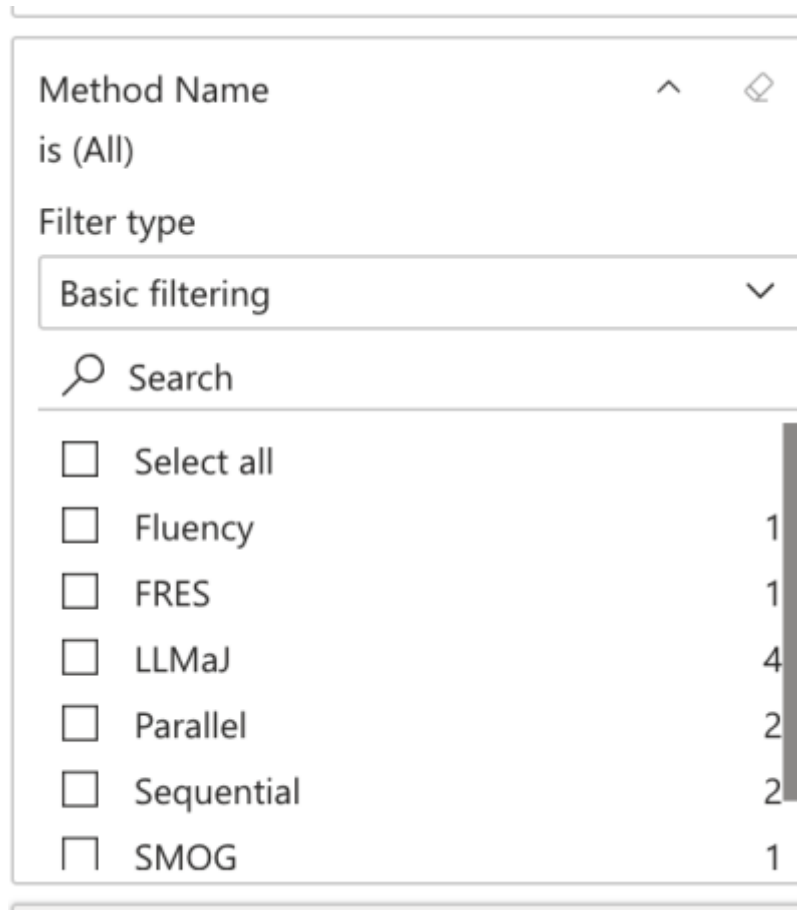 Method Name
is (All)
Filter type
Basic filtering
Search
Select all
Fluency 1
FRES 1
LLMaJ 4
Parallel 2
Sequential 2
SMOG 1